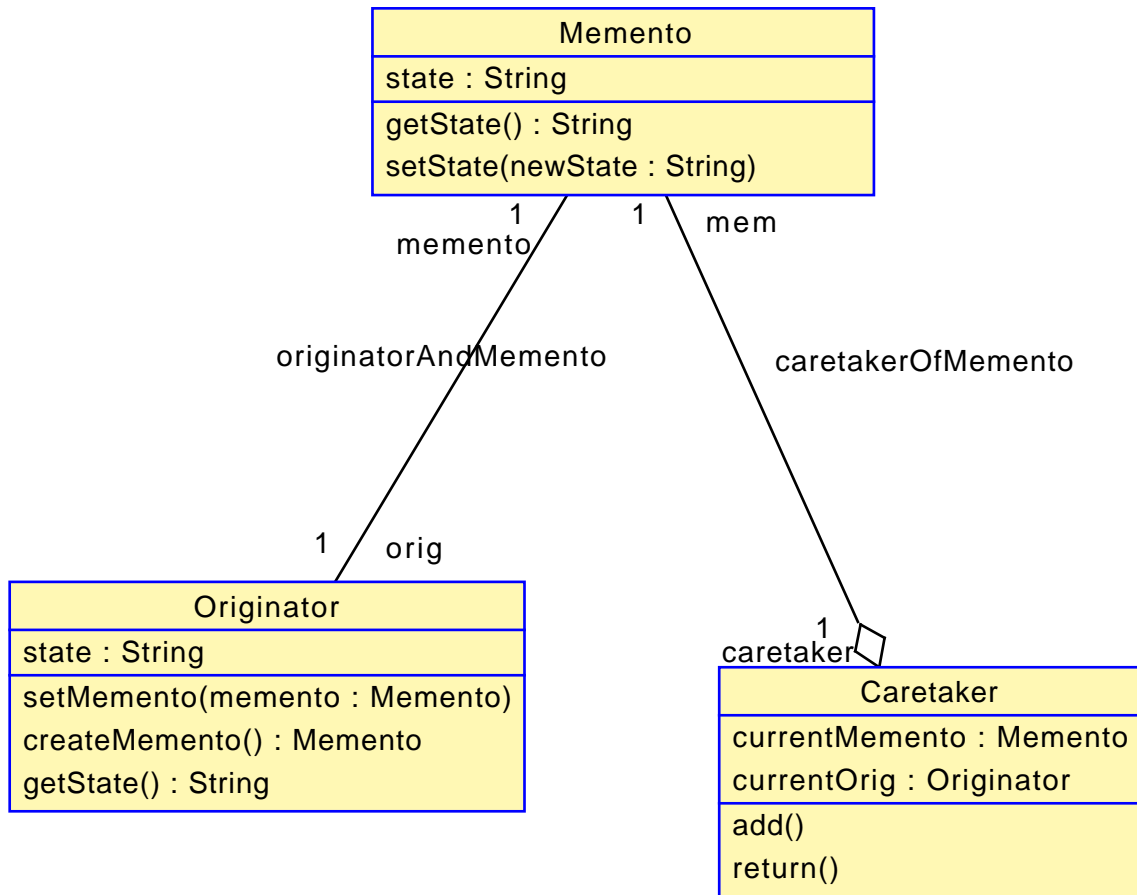 Memento
state : String
getState() : String
setState(newState : String)
1
1
mem
memento
originatorAndMemento
caretakerOfMemento
1
orig
Originator
state : String
setMemento(memento : Memento)
createMemento() : Memento
getState() : String
1
caretaker
Caretaker
currentMemento : Memento
currentOrig : Originator
add()
return()